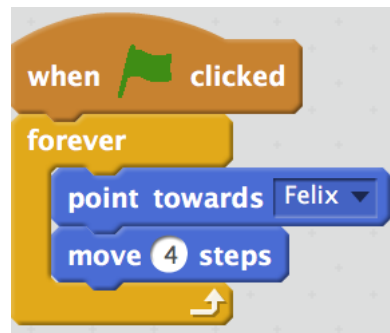 when clicked
forever
point towards Felix
move 4 steps